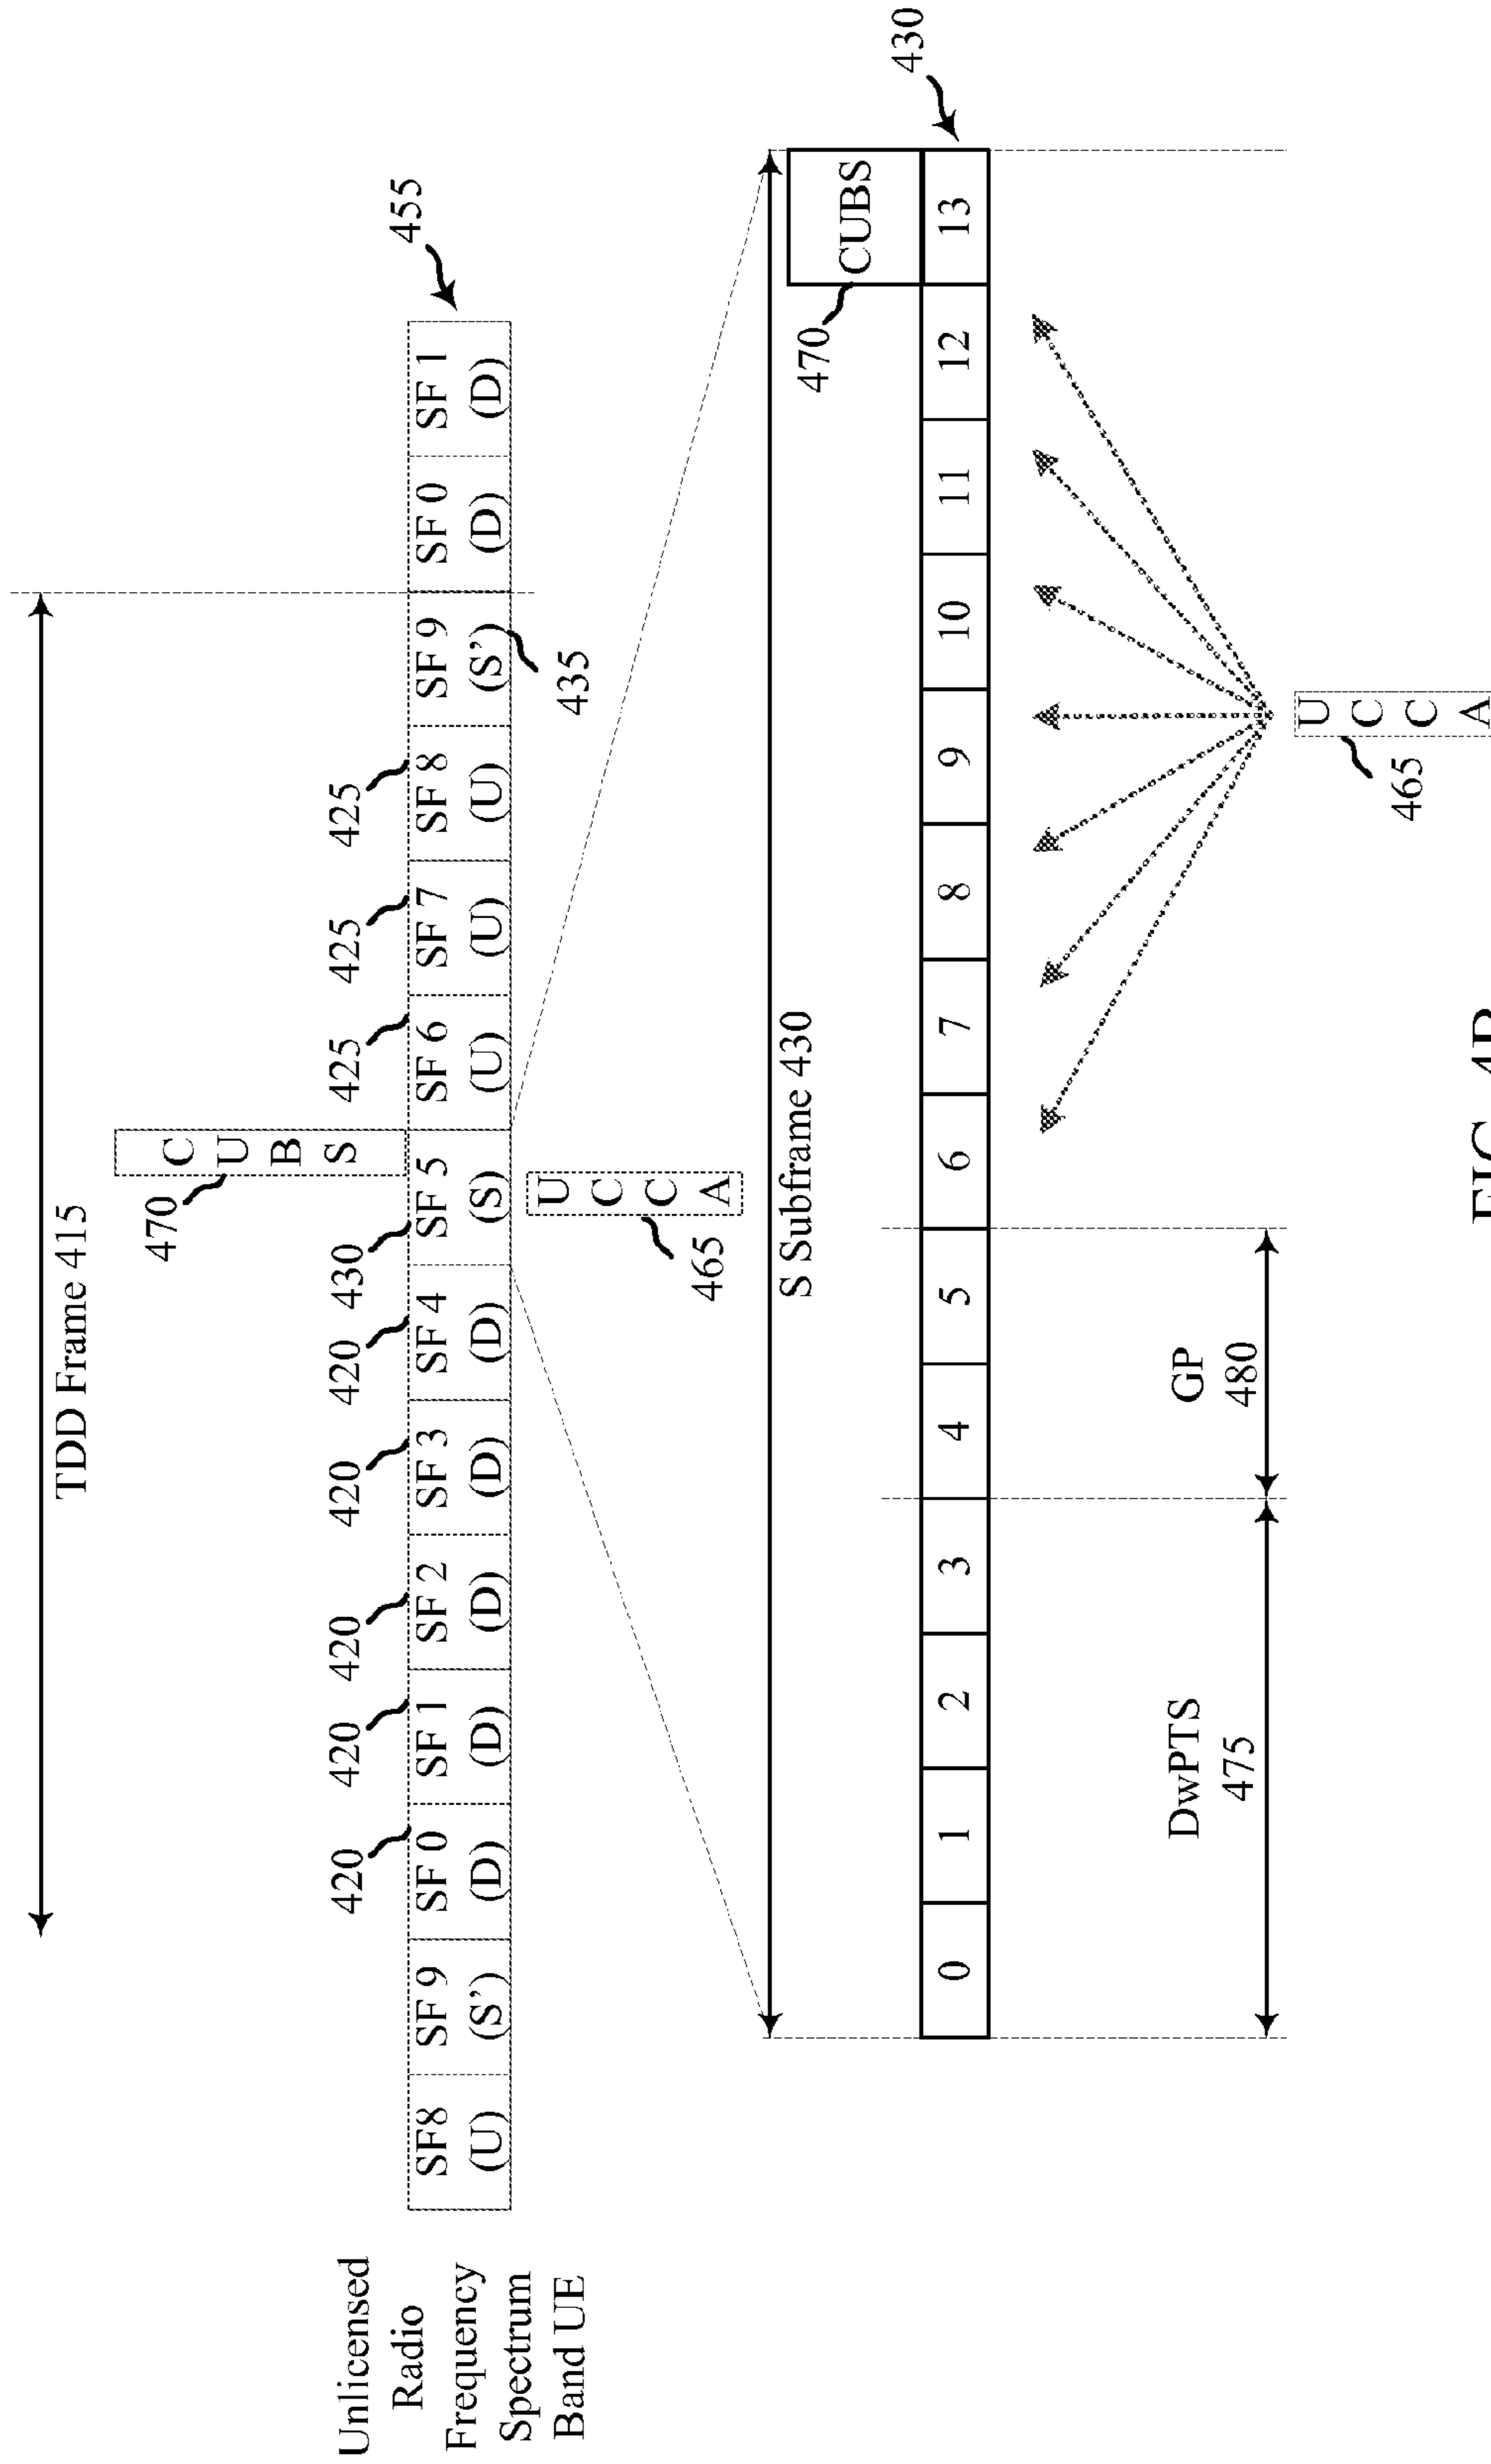 TDD Frame 415
C
U
B
S
470
420
420
420
420
420
430
425
425
425
455
Unlicensed
Radio
Frequency
Spectrum
Band UE
SF8 SF 9 SF 0 SF 1 SF 2 SF 3 SF 4 SF 5 SF 6 SF 7 SF 8 SF 9 SF 0 SF 1
(U) (S') (D) (D) (D) (D) (D) (S) (U) (U) (U) (S') (D) (D)
435
U
C
C
A
465
S Subframe 430
470
CUBS
430
0 1 2 3 4 5 6 7 8 9 10 11 12 13
DwPTS
475
GP
480
U
C
C
A
465